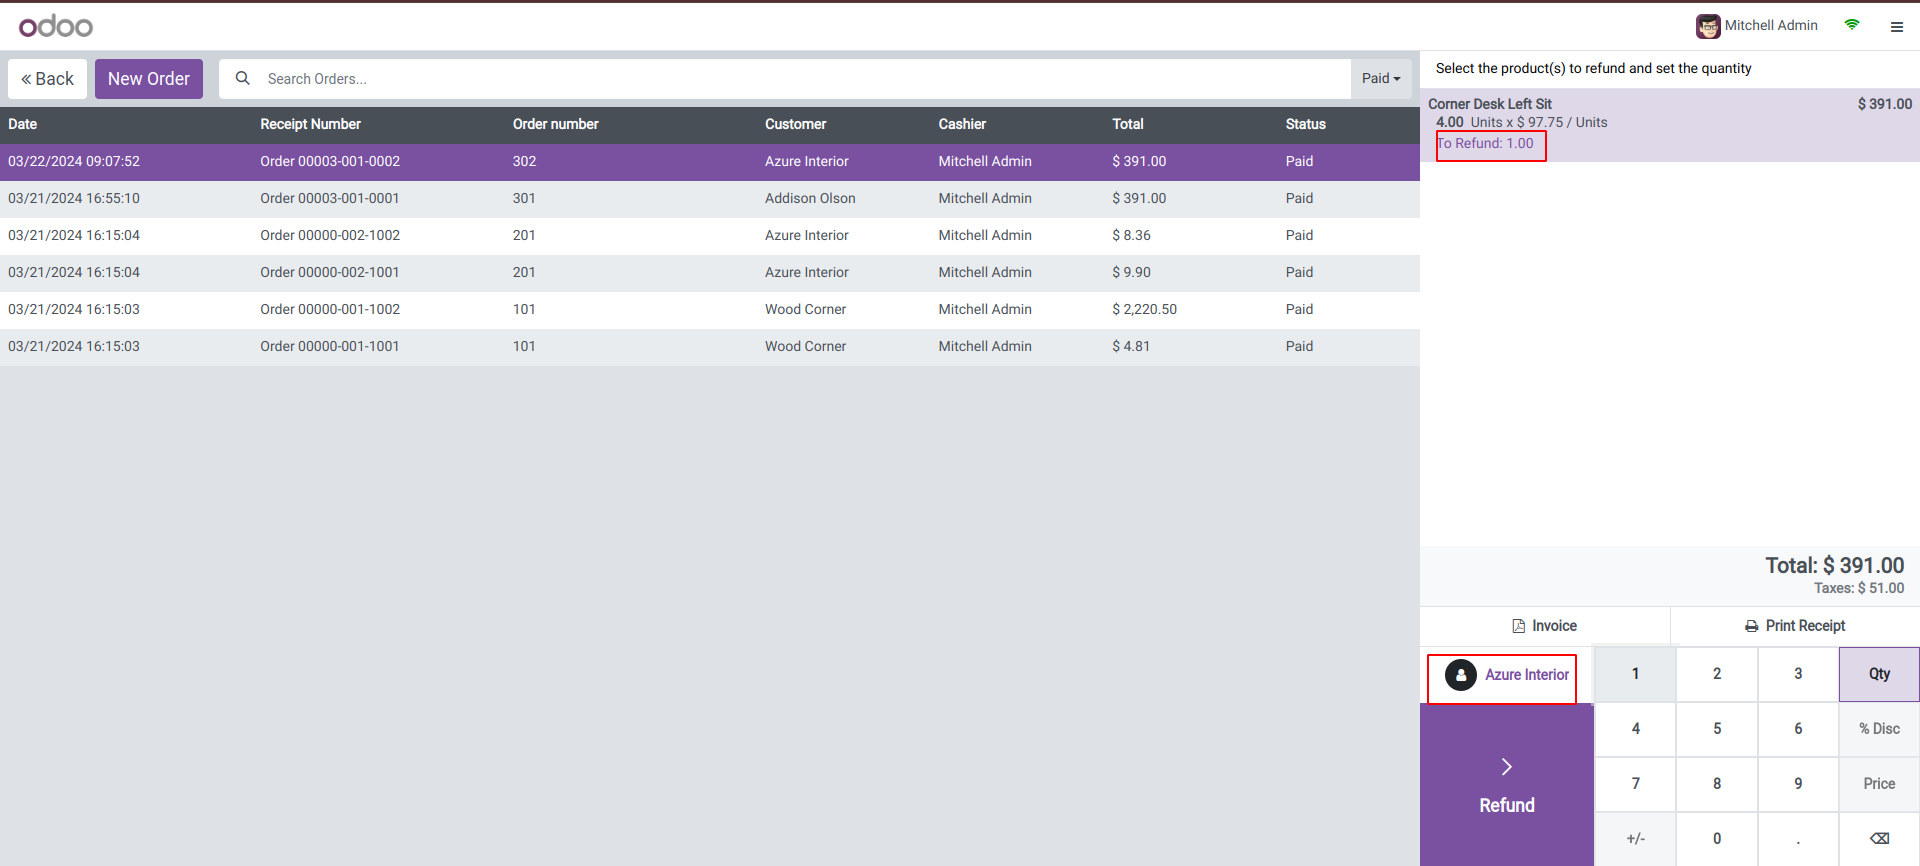 odoo
Mitchell Admin
Back
New Order
Search Orders...
Paid
Date Receipt Number Order number Customer Cashier Total Status
03/22/2024 09:07:52 Order 00003-001-0002 302 Azure Interior Mitchell Admin $ 391.00 Paid
03/21/2024 16:55:10 Order 00003-001-0001 301 Addison Olson Mitchell Admin $ 391.00 Paid
03/21/2024 16:15:04 Order 00000-002-1002 201 Azure Interior Mitchell Admin $ 8.36 Paid
03/21/2024 16:15:04 Order 00000-002-1001 201 Azure Interior Mitchell Admin $ 9.90 Paid
03/21/2024 16:15:03 Order 00000-001-1002 101 Wood Corner Mitchell Admin $ 2,220.50 Paid
03/21/2024 16:15:03 Order 00000-001-1001 101 Wood Corner Mitchell Admin $ 4.81 Paid
Select the product(s) to refund and set the quantity
Corner Desk Left Sit $ 391.00
4.00 Units x $ 97.75 / Units
To Refund: 1.00
Total: $ 391.00
Taxes: $ 51.00
Invoice Print Receipt
Azure Interior
Refund
1 2 3 Qty
4 5 6 % Disc
7 8 9 Price
+/- 0 .